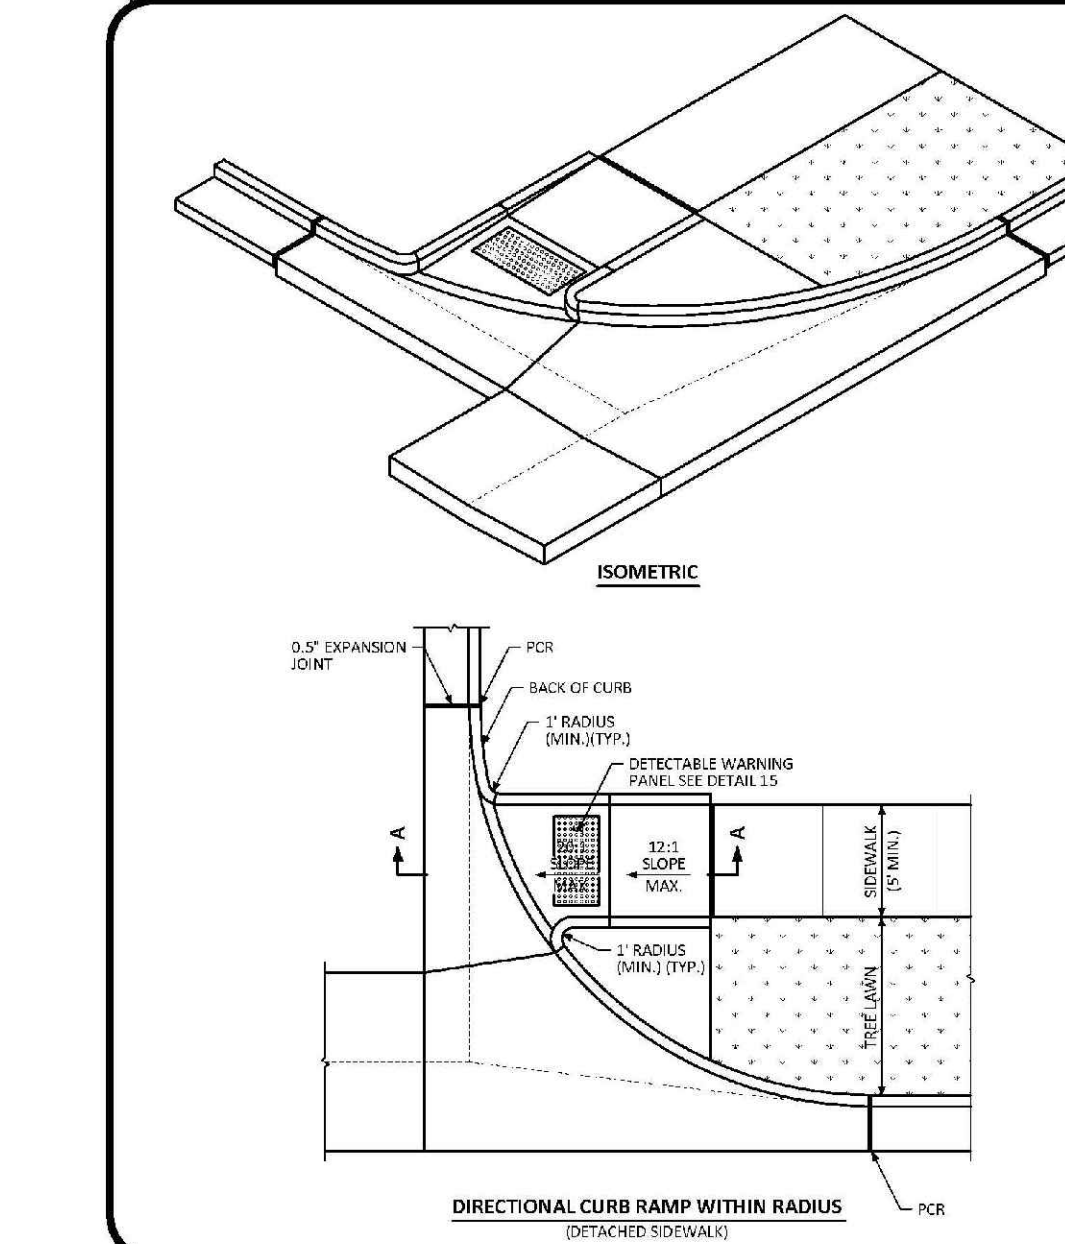 ISOMETRIC
0.5" EXPANSION
JOINT
PCR
BACK OF CURB
1' RADIUS
(MIN.)(TYP.)
DETECTABLE WARNING
PANEL SEE DETAIL 15
A
SLOPE
MAX.
12:1
SLOPE
MAX.
A
SIDEWALK
(5' MIN.)
1' RADIUS
(MIN.) (TYP.)
TREE LAWN
DIRECTIONAL CURB RAMP WITHIN RADIUS
(DETACHED SIDEWALK)
PCR